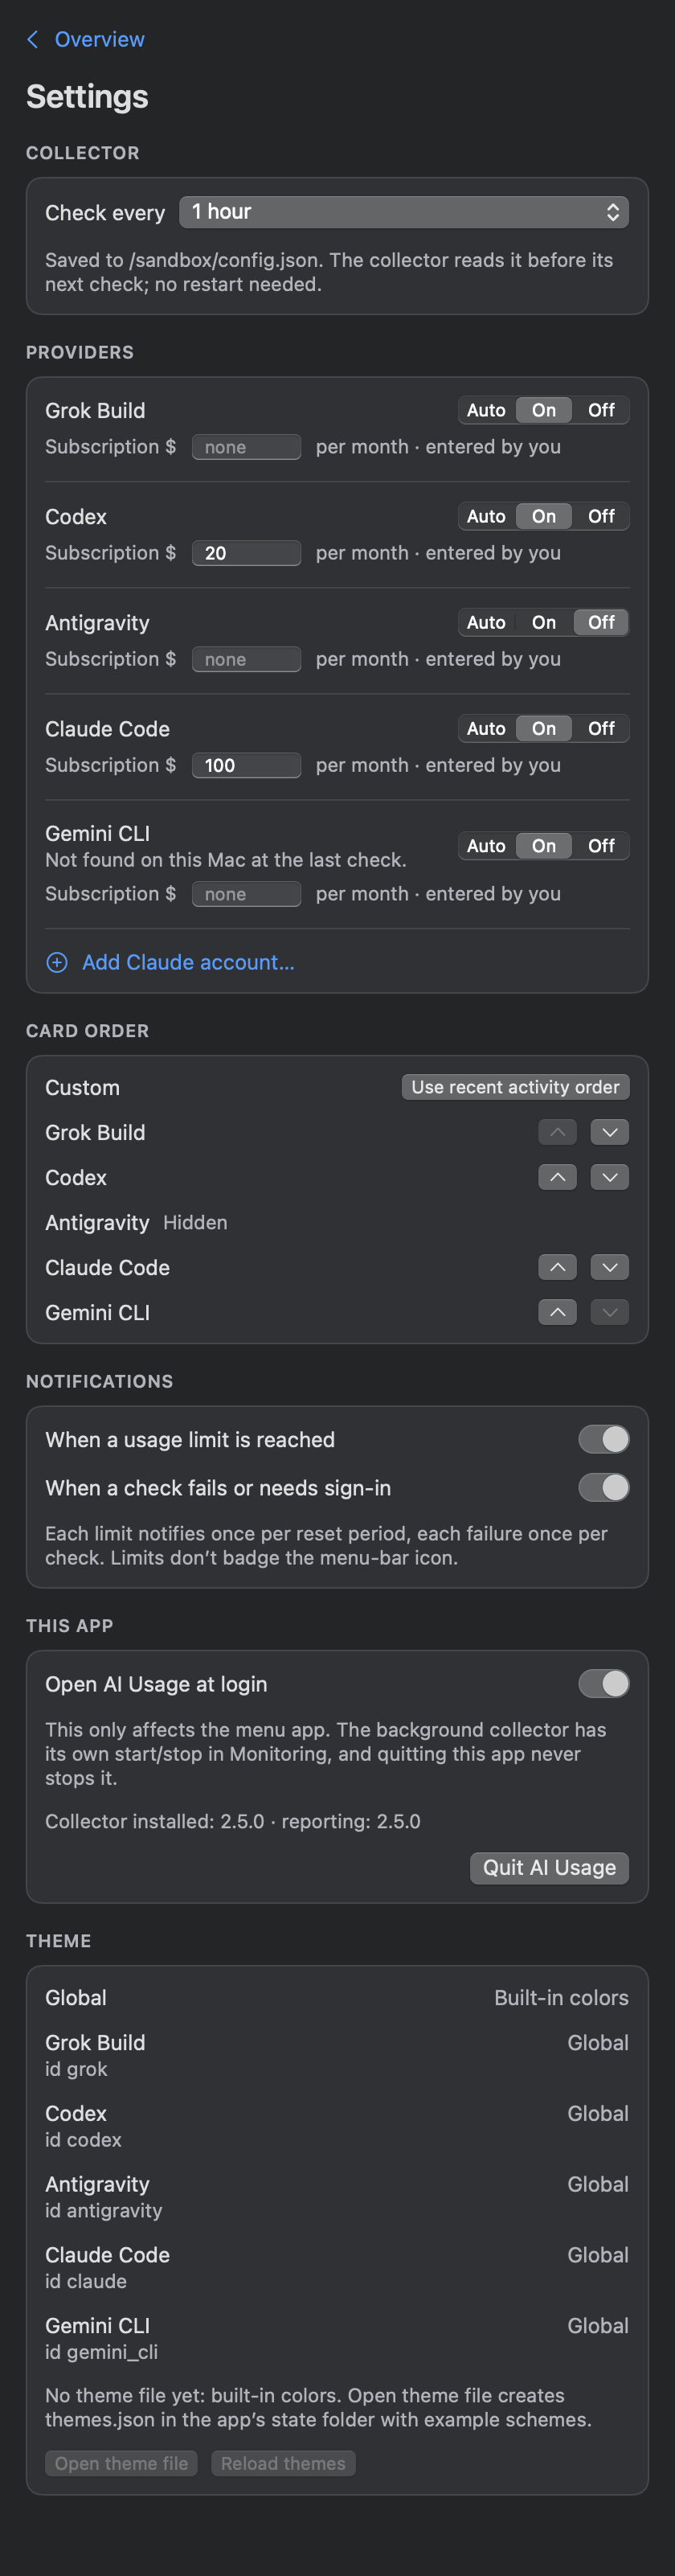 Overview
Settings
COLLECTOR
Check every 1 hour
Saved to /sandbox/config.json. The collector reads it before its
next check; no restart needed.
PROVIDERS
Grok Build Auto On Off
Subscription $ none per month · entered by you
Codex Auto On Off
Subscription $ 20 per month · entered by you
Antigravity Auto On Off
Subscription $ none per month · entered by you
Claude Code Auto On Off
Subscription $ 100 per month · entered by you
Gemini CLI Auto On Off
Not found on this Mac at the last check.
Subscription $ none per month · entered by you
Add Claude account...
CARD ORDER
Custom Use recent activity order
Grok Build
Codex
Antigravity Hidden
Claude Code
Gemini CLI
NOTIFICATIONS
When a usage limit is reached
When a check fails or needs sign-in
Each limit notifies once per reset period, each failure once per
check. Limits don’t badge the menu-bar icon.
THIS APP
Open AI Usage at login
This only affects the menu app. The background collector has
its own start/stop in Monitoring, and quitting this app never
stops it.
Collector installed: 2.5.0 · reporting: 2.5.0
Quit AI Usage
THEME
Global Built-in colors
Grok Build Global
id grok
Codex Global
id codex
Antigravity Global
id antigravity
Claude Code Global
id claude
Gemini CLI Global
id gemini_cli
No theme file yet: built-in colors. Open theme file creates
themes.json in the app’s state folder with example schemes.
Open theme file Reload themes